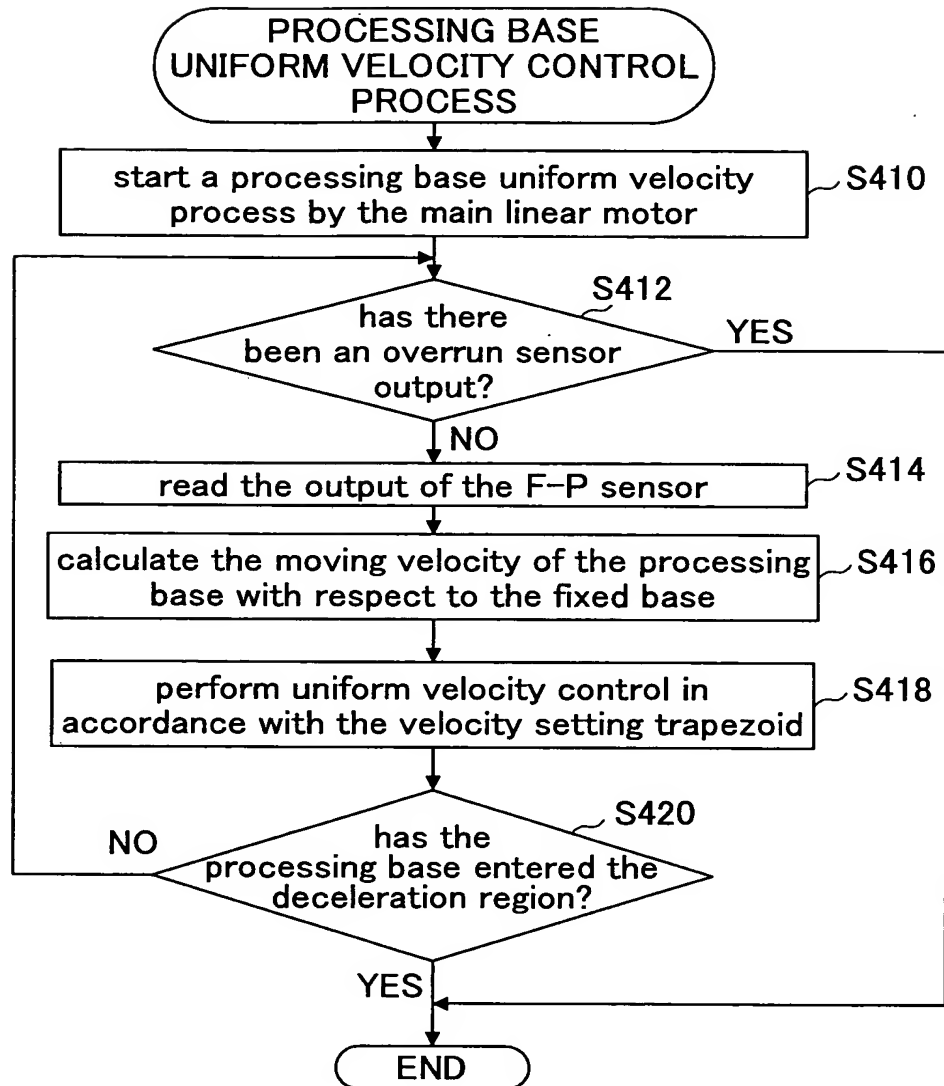 PROCESSING BASE
UNIFORM VELOCITY CONTROL
PROCESS
start a processing base uniform velocity
process by the main linear motor
S410
S412
has there
been an overrun sensor
output?
YES
NO
read the output of the F-P sensor
S414
calculate the moving velocity of the processing
base with respect to the fixed base
S416
perform uniform velocity control in
accordance with the velocity setting trapezoid
S418
S420
NO
has the
processing base entered the
deceleration region?
YES
END